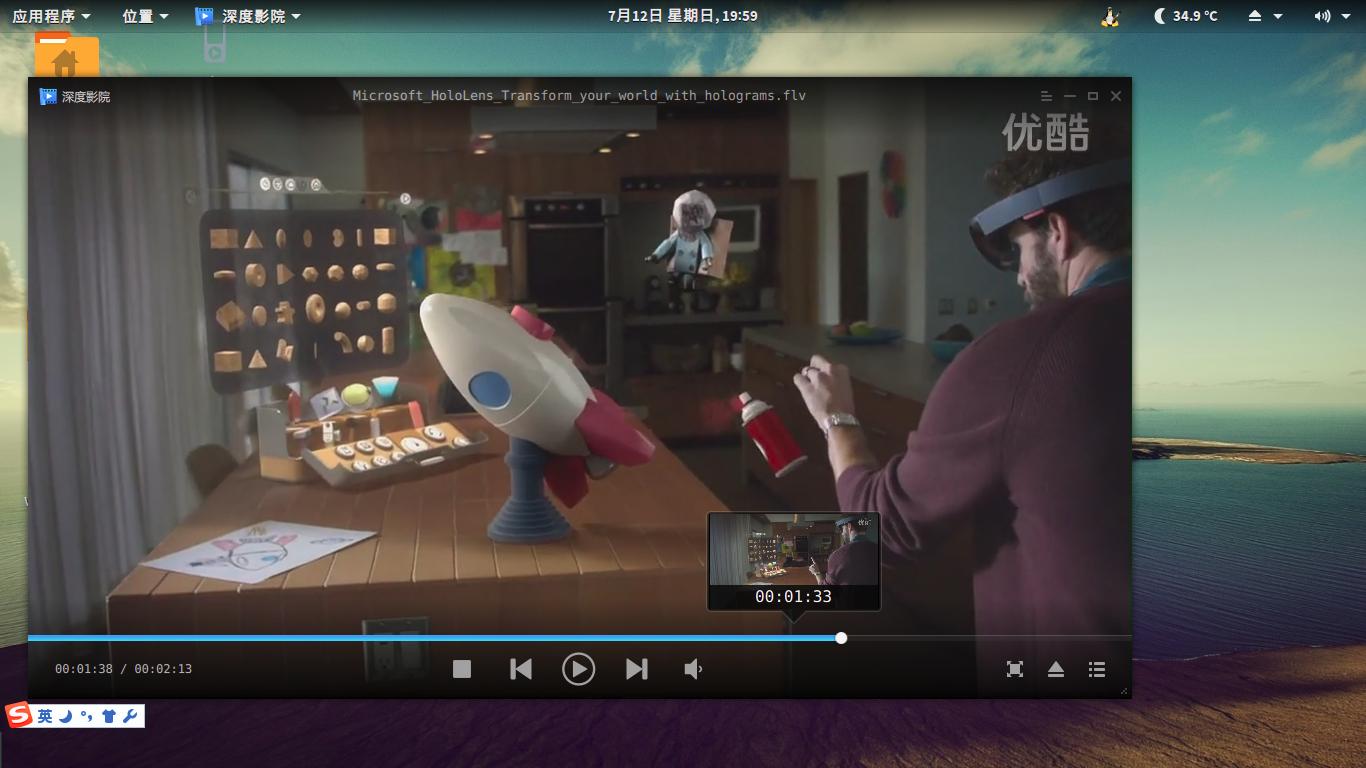 应用程序
位置
深度影院
7月12日 星期日, 19:59
34.9 ℃
深度影院
Microsoft_HoloLens_Transform_your_world_with_holograms.flv
优酷
优酷
00:01:33
00:01:38 / 00:02:13
S 英